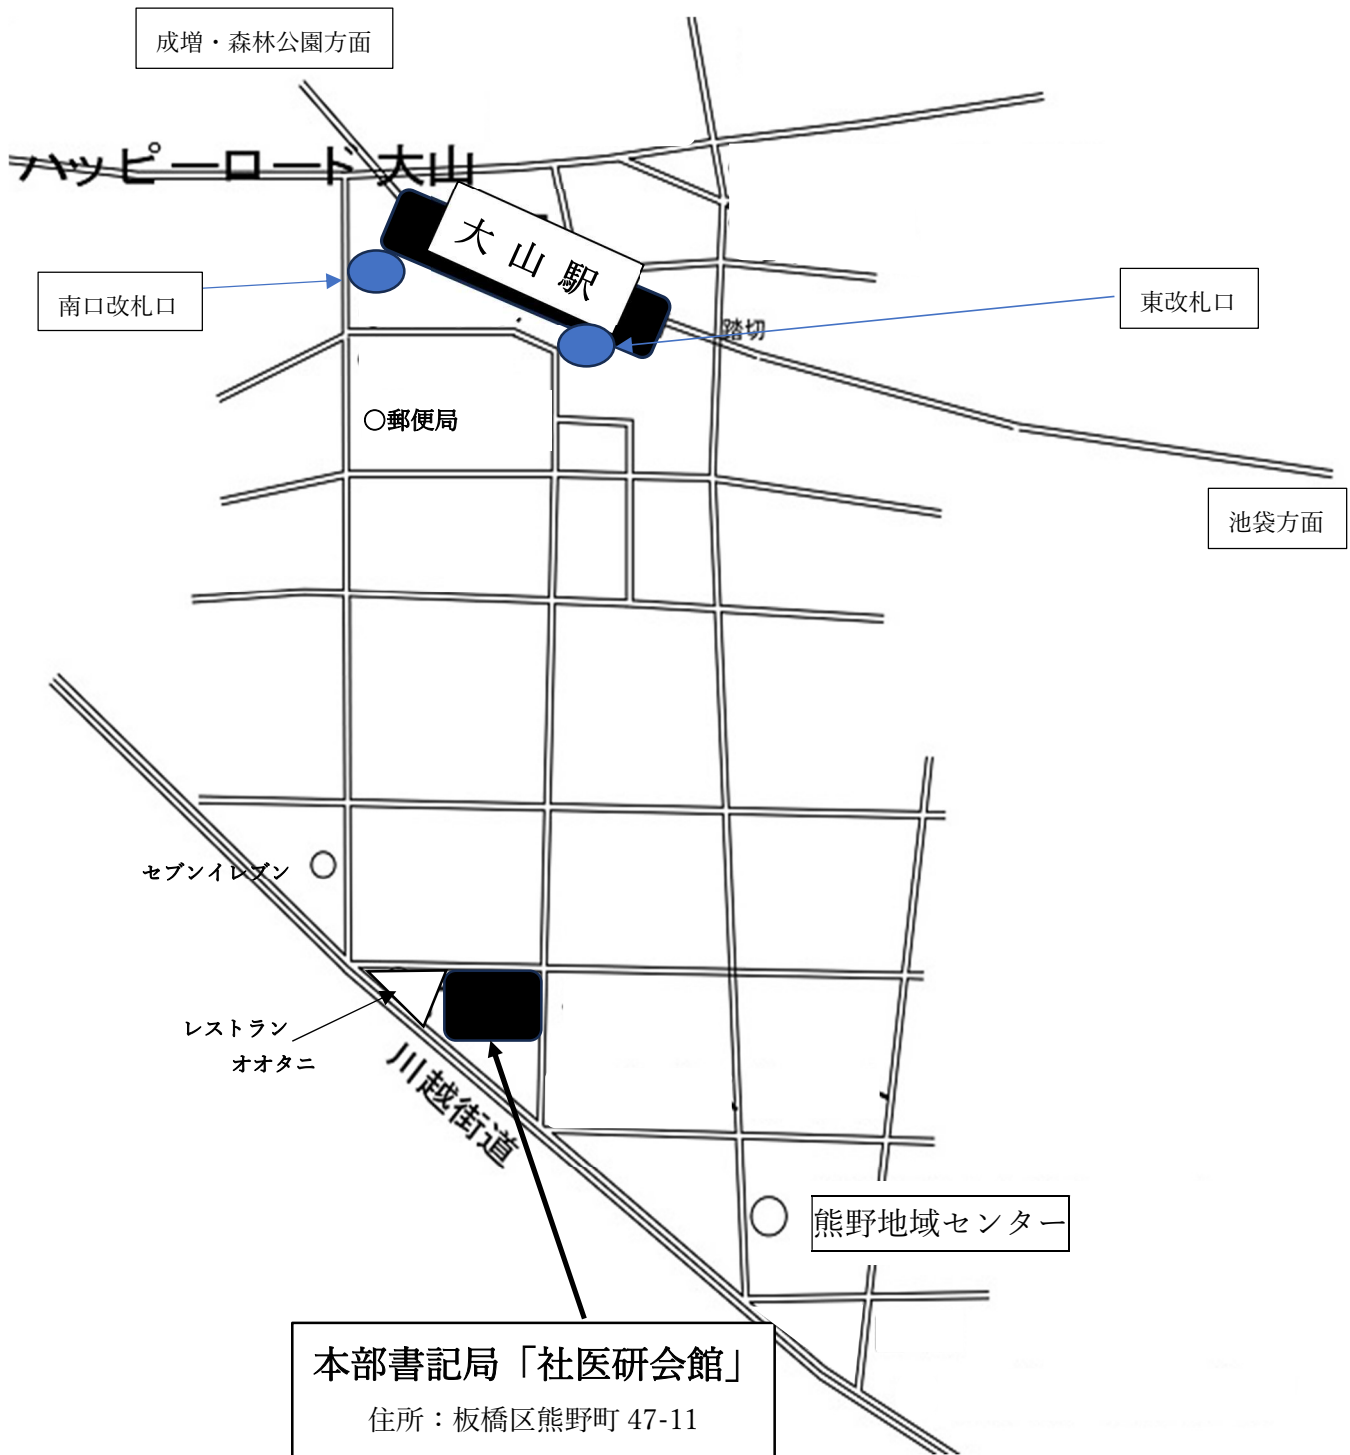 成増・森林公園方面
ハッピーロード大山
大山駅
南口改札口
東改札口
踏切
〇郵便局
池袋方面
セブンイレブン
レストラン
オオタニ
川越街道
熊野地域センター
本部書記局「社医研会館」
住所：板橋区熊野町 47-11